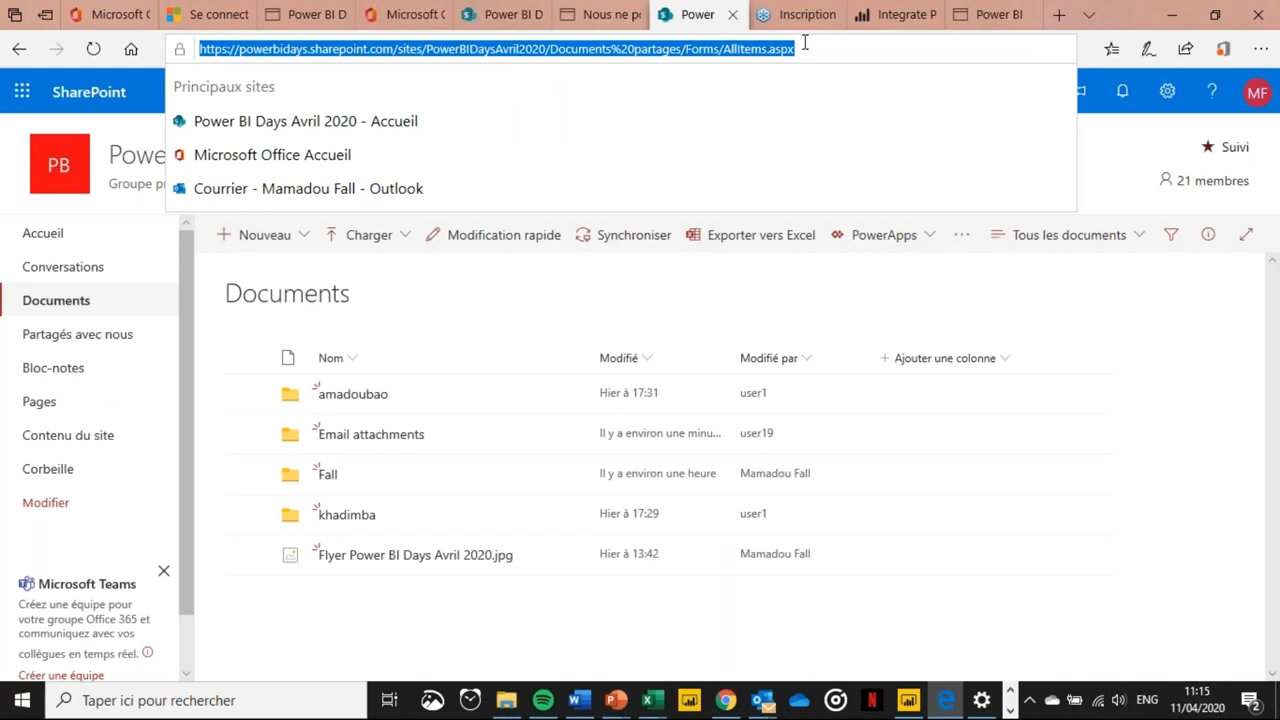 Microsoft O
Se connect
Power BI D
Microsoft C
Power BI D
Nous ne po
Power
Inscription
Integrate P
Power BI
https://powerbidays.sharepoint.com/sites/PowerBIDaysAvril2020/Documents%20partages/Forms/AllItems.aspx
Principaux sites
Power BI Days Avril 2020 - Accueil
Microsoft Office Accueil
Courrier - Mamadou Fall - Outlook
SharePoint
MF
PB
Powe
Groupe pr
Suivi
21 membres
Accueil
Conversations
Documents
Partagés avec nous
Bloc-notes
Pages
Contenu du site
Corbeille
Modifier
Nouveau
Charger
Modification rapide
Synchroniser
Exporter vers Excel
PowerApps
Tous les documents
Documents
Nom
Modifié
Modifié par
Ajouter une colonne
amadoubao
Hier à 17:31
user1
Email attachments
Il y a environ une minu...
user19
Fall
Il y a environ une heure
Mamadou Fall
khadimba
Hier à 17:29
user1
Flyer Power BI Days Avril 2020.jpg
Hier à 13:42
Mamadou Fall
Microsoft Teams
Créez une équipe pour
votre groupe Office 365 et
communiquez avec vos
collègues en temps réel.
Créer une équipe
Taper ici pour rechercher
ENG
11:15
11/04/2020
2